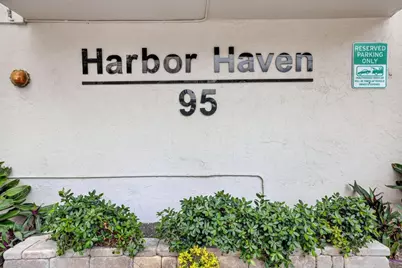 Harbor Haven
95
RESERVED
PARKING
ONLY